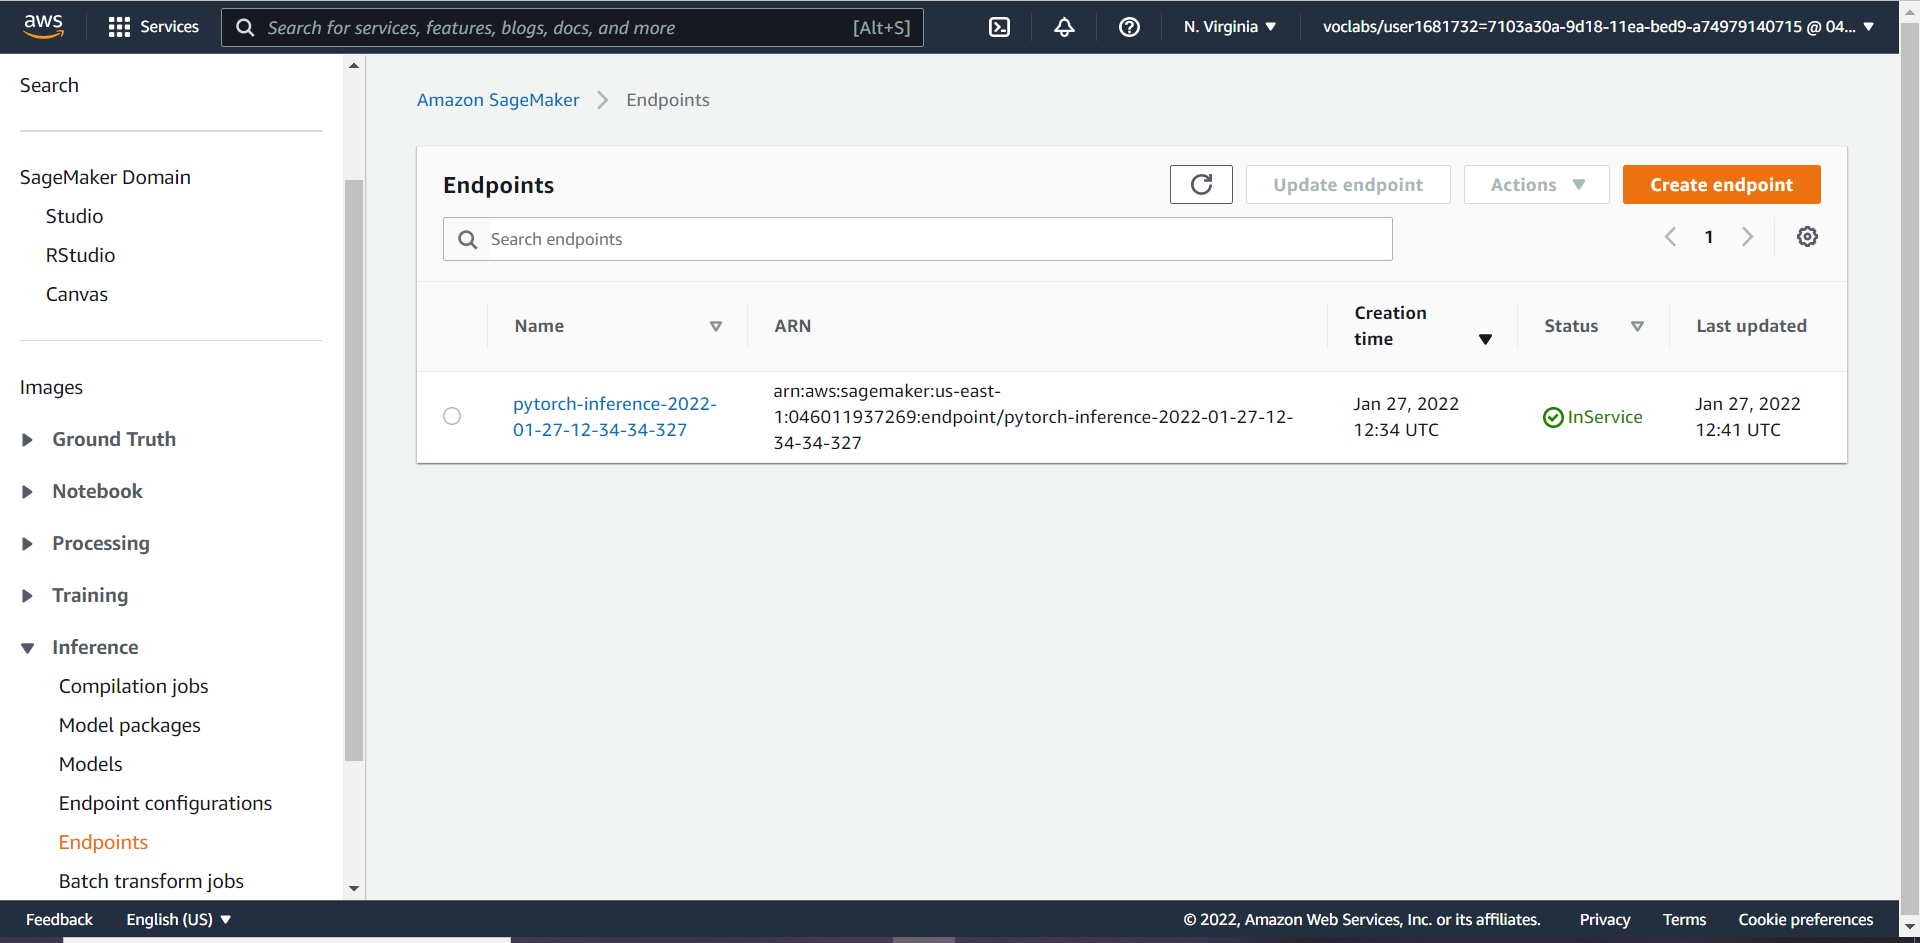 aws
Services
Search for services, features, blogs, docs, and more
[Alt+S]
N. Virginia
voclabs/user1681732=7103a30a-9d18-11ea-bed9-a74979140715 @ 04...
Search
SageMaker Domain
Studio
RStudio
Canvas
Images
Ground Truth
Notebook
Processing
Training
Inference
Compilation jobs
Model packages
Models
Endpoint configurations
Endpoints
Batch transform jobs
Amazon SageMaker
Endpoints
Endpoints
Update endpoint
Actions
Create endpoint
Search endpoints
1
Name
ARN
Creation
time
Status
Last updated
pytorch-inference-2022-
01-27-12-34-34-327
arn:aws:sagemaker:us-east-
1:046011937269:endpoint/pytorch-inference-2022-01-27-12-
34-34-327
Jan 27, 2022
12:34 UTC
InService
Jan 27, 2022
12:41 UTC
Feedback
English (US)
© 2022, Amazon Web Services, Inc. or its affiliates.
Privacy
Terms
Cookie preferences